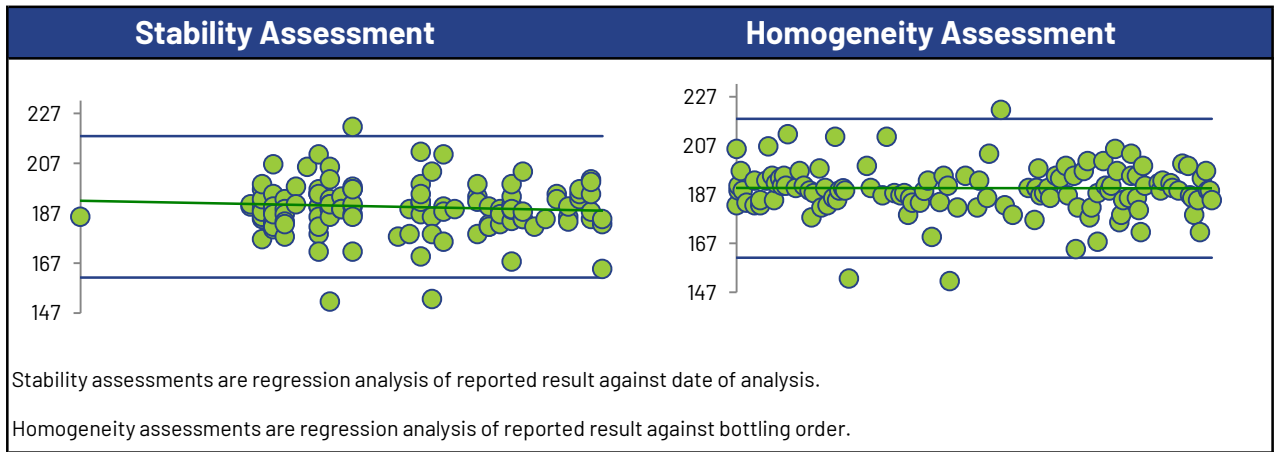 Stability Assessment
Homogeneity Assessment
227
207
187
167
147
227
207
187
167
147
Stability assessments are regression analysis of reported result against date of analysis.
Homogeneity assessments are regression analysis of reported result against bottling order.